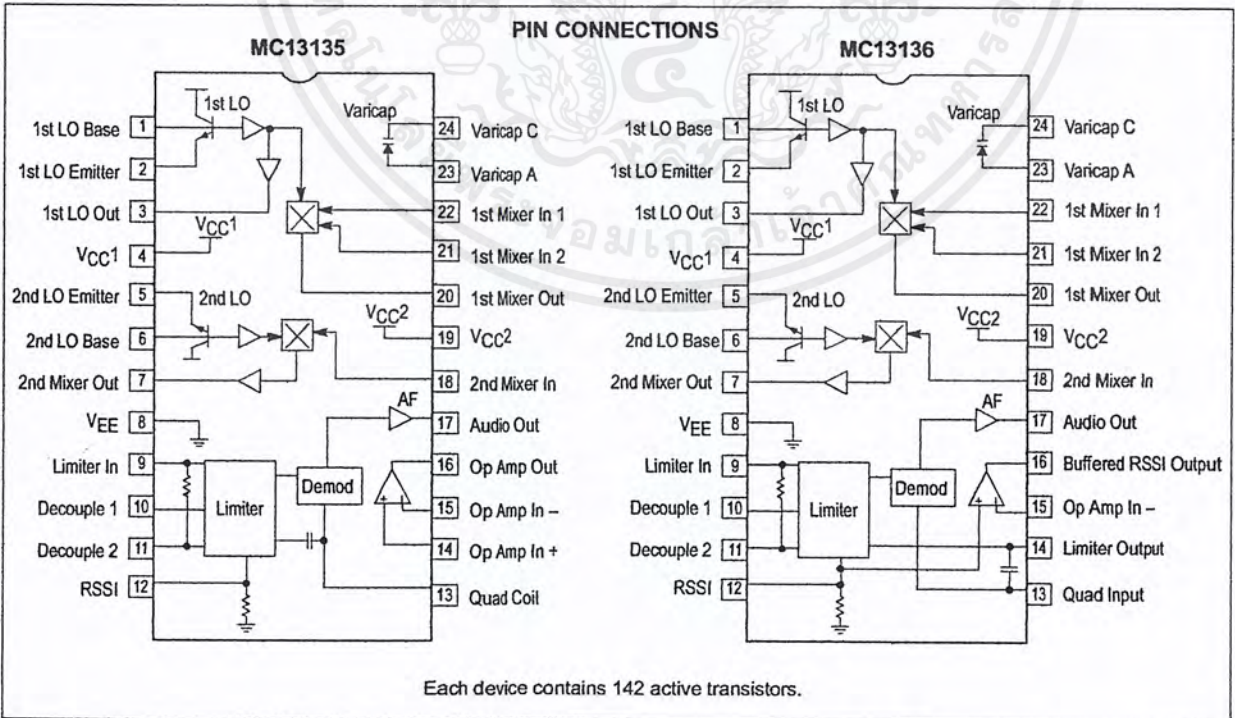 PIN CONNECTIONS
MC13135
1st LO
Varicap
1st LO Base 1
1st LO Emitter 2
1st LO Out 3
VCC1
VCC1 4
2nd LO Emitter 5
2nd LO
2nd LO Base 6
2nd Mixer Out 7
VEE 8
Limiter In 9
Decouple 1 10
Decouple 2 11
RSSI 12
Limiter
Demod
AF
VCC2
24 Varicap C
23 Varicap A
22 1st Mixer In 1
21 1st Mixer In 2
20 1st Mixer Out
19 VCC2
18 2nd Mixer In
17 Audio Out
16 Op Amp Out
15 Op Amp In –
14 Op Amp In +
13 Quad Coil
MC13136
1st LO
Varicap
1st LO Base 1
1st LO Emitter 2
1st LO Out 3
VCC1
VCC1 4
2nd LO Emitter 5
2nd LO
2nd LO Base 6
2nd Mixer Out 7
VEE 8
Limiter In 9
Decouple 1 10
Decouple 2 11
RSSI 12
Limiter
Demod
AF
VCC2
24 Varicap C
23 Varicap A
22 1st Mixer In 1
21 1st Mixer In 2
20 1st Mixer Out
19 VCC2
18 2nd Mixer In
17 Audio Out
16 Buffered RSSI Output
15 Op Amp In –
14 Limiter Output
13 Quad Input
Each device contains 142 active transistors.